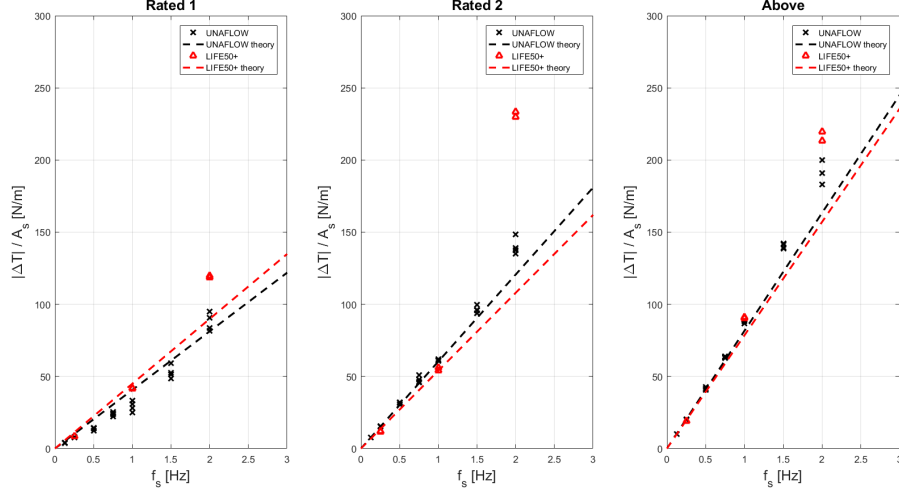 Rated 1
300
250
200
150
100
50
0
|ΔT| / A_s [N/m]
0 0.5 1 1.5 2 2.5 3
f_s [Hz]
UNAFLOW
UNAFLOW theory
LIFE50+
LIFE50+ theory
Rated 2
300
250
200
150
100
50
0
|ΔT| / A_s [N/m]
0 0.5 1 1.5 2 2.5 3
f_s [Hz]
UNAFLOW
UNAFLOW theory
LIFE50+
LIFE50+ theory
Above
300
250
200
150
100
50
0
|ΔT| / A_s [N/m]
0 0.5 1 1.5 2 2.5 3
f_s [Hz]
UNAFLOW
UNAFLOW theory
LIFE50+
LIFE50+ theory